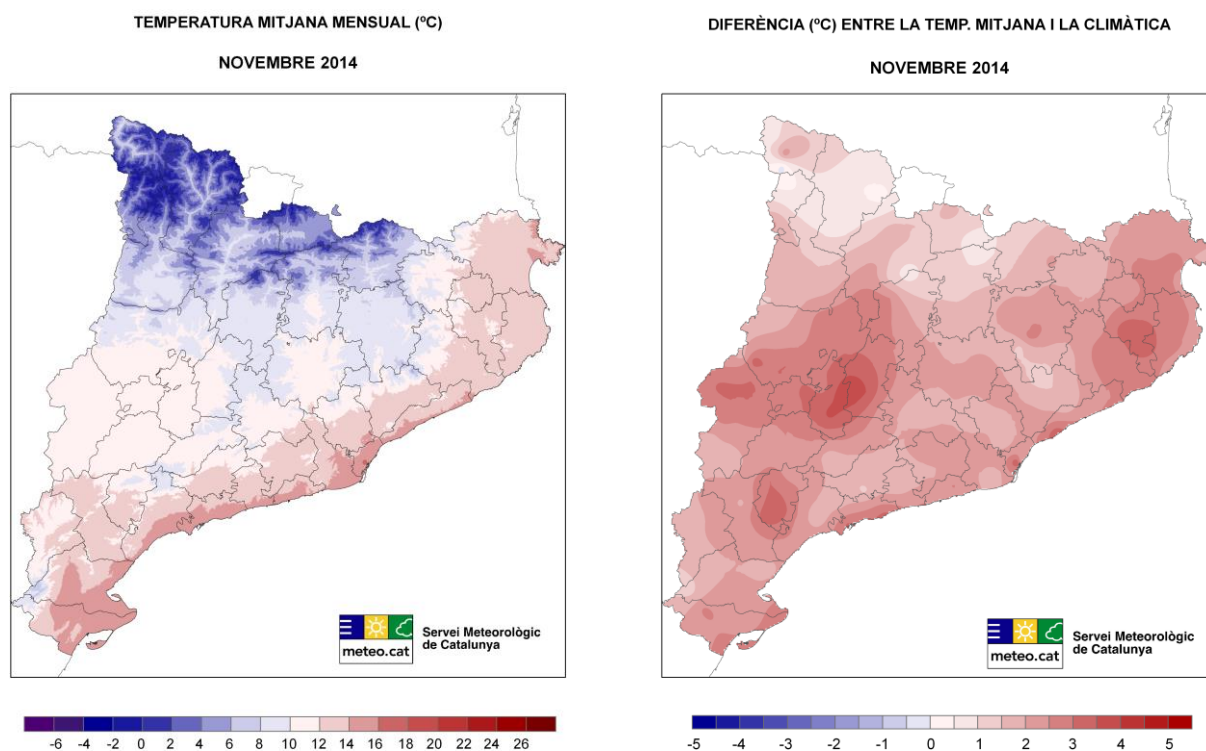 TEMPERATURA MITJANA MENSUAL (ºC)
NOVEMBRE 2014
meteo.cat
Servei Meteorològic
de Catalunya
-6 -4 -2 0 2 4 6 8 10 12 14 16 18 20 22 24 26
DIFERÈNCIA (ºC) ENTRE LA TEMP. MITJANA I LA CLIMÀTICA
NOVEMBRE 2014
meteo.cat
Servei Meteorològic
de Catalunya
-5 -4 -3 -2 -1 0 1 2 3 4 5